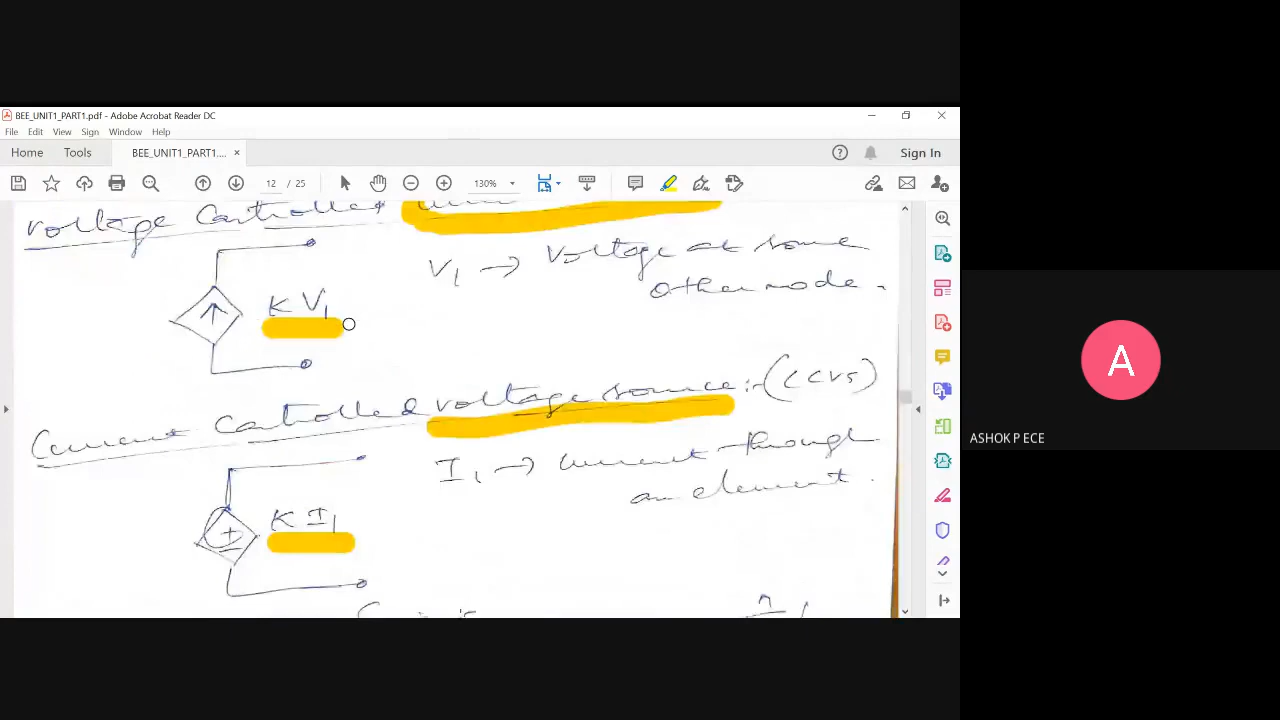 BEE_UNIT1_PART1.pdf - Adobe Acrobat Reader DC
File Edit View Window Sign Help
Home Tools BEE_UNIT1_PART1.... × Sign In
12 / 25 130%
Voltage Controlled
V1 → Voltage at some
other node.
K V1
Current Controlled voltage source :- (CCVS)
I1 → Current through
an element.
K I1
A
ASHOK P ECE